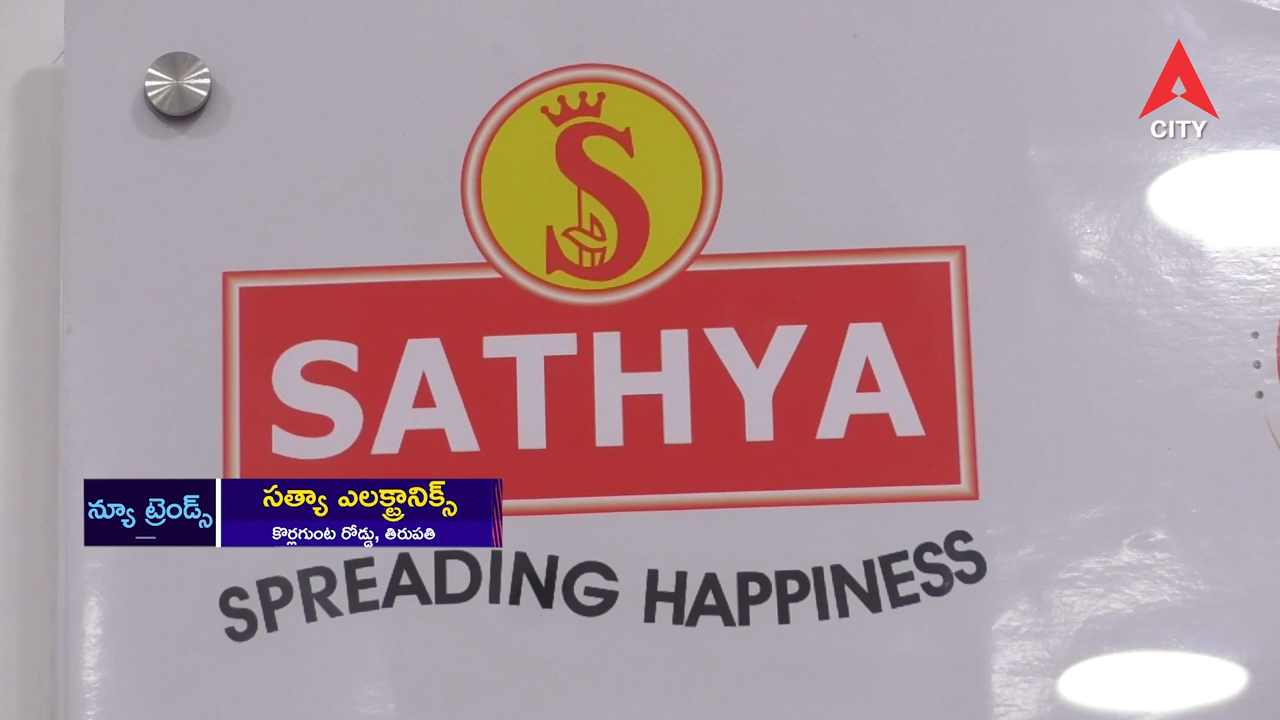 CITY
S
SATHYA
న్యూ ట్రెండ్స్
సత్యా ఎలక్ట్రానిక్స్
కొర్లగుంట రోడ్డు, తిరుపతి
SPREADING HAPPINESS